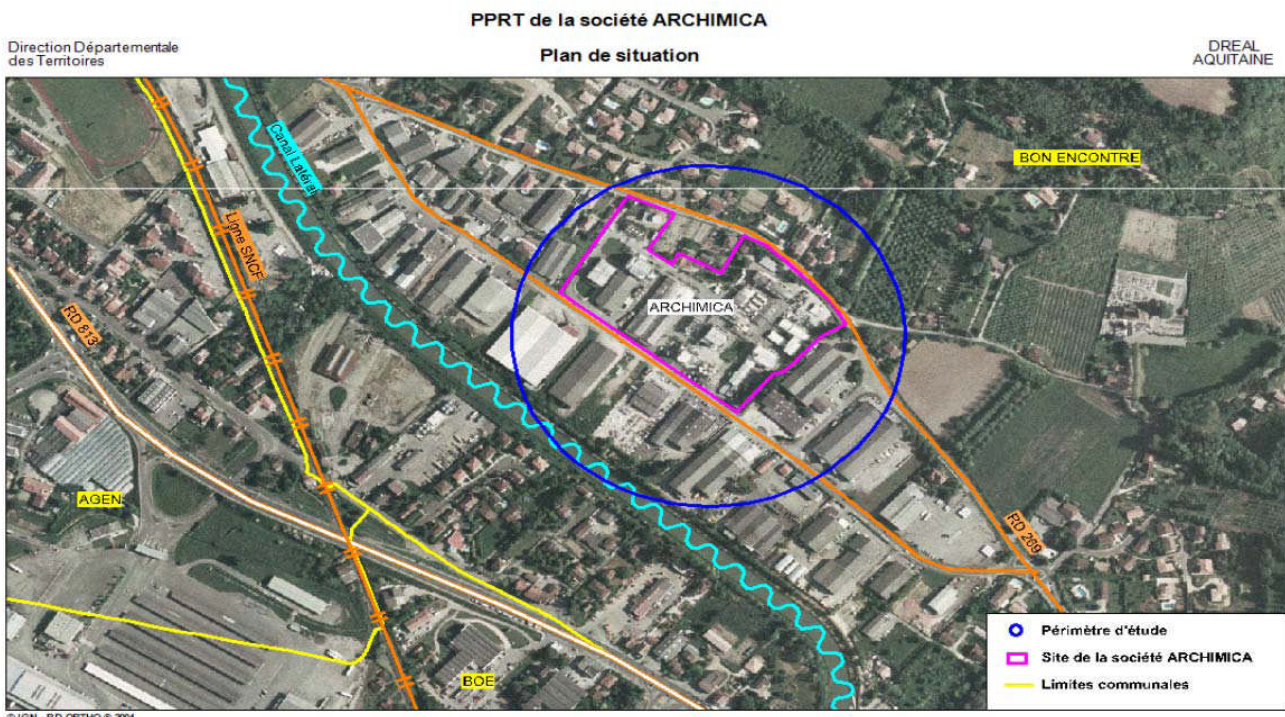 PPRT de la société ARCHIMICA
Direction Départementale
des Territoires
Plan de situation
DREAL
AQUITAINE
Canal Latéral
BON ENCONTRE
Ligne SNCF
ARCHIMICA
RD 813
AGEN
RD 269
BOE
Périmètre d'étude
Site de la société ARCHIMICA
Limites communales